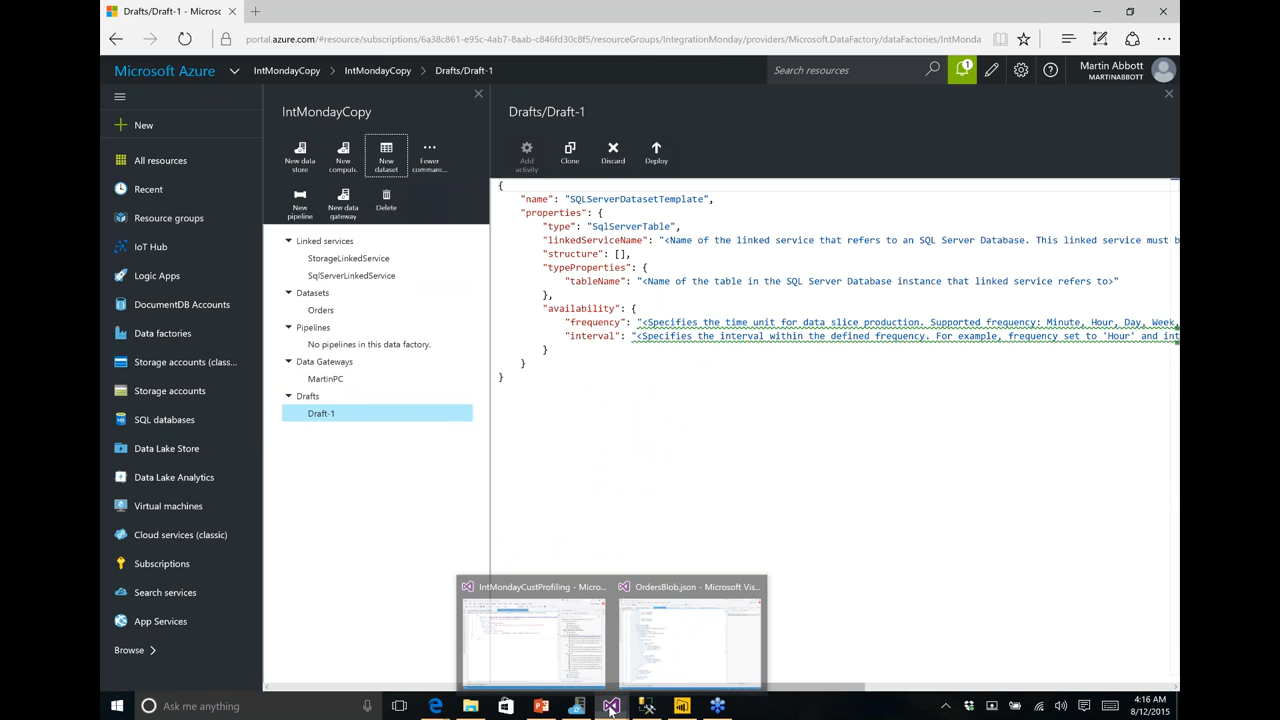 Drafts/Draft-1 - Microsc
portal.azure.com/#resource/subscriptions/6a38c861-e95c-4ab7-8aab-c846fd30c8f5/resourceGroups/IntegrationMonday/providers/Microsoft.DataFactory/dataFactories/IntMonda
Microsoft Azure
IntMondayCopy
IntMondayCopy
Drafts/Draft-1
Search resources
1
Martin Abbott
MARTINABBOTT
New
All resources
Recent
Resource groups
IoT Hub
Logic Apps
DocumentDB Accounts
Data factories
Storage accounts (class...
Storage accounts
SQL databases
Data Lake Store
Data Lake Analytics
Virtual machines
Cloud services (classic)
Subscriptions
Search services
App Services
Browse
IntMondayCopy
New data store
New compute
New dataset
Fewer comman...
New pipeline
New data gateway
Delete
Linked services
StorageLinkedService
SqlServerLinkedService
Datasets
Orders
Pipelines
No pipelines in this data factory.
Data Gateways
MartinPC
Drafts
Draft-1
Drafts/Draft-1
Add activity
Clone
Discard
Deploy
{
"name": "SQLServerDatasetTemplate",
"properties": {
"type": "SqlServerTable",
"linkedServiceName": "<Name of the linked service that refers to an SQL Server Database. This linked service must b
"structure": [],
"typeProperties": {
"tableName": "<Name of the table in the SQL Server Database instance that linked service refers to>"
},
"availability": {
"frequency": "<Specifies the time unit for data slice production. Supported frequency: Minute, Hour, Day, Week,
"interval": "<Specifies the interval within the defined frequency. For example, frequency set to 'Hour' and int
}
}
}
IntMondayCustProfiling - Micro...
OrdersBlob.json - Microsoft Vis...
Ask me anything
4:16 AM
8/12/2015